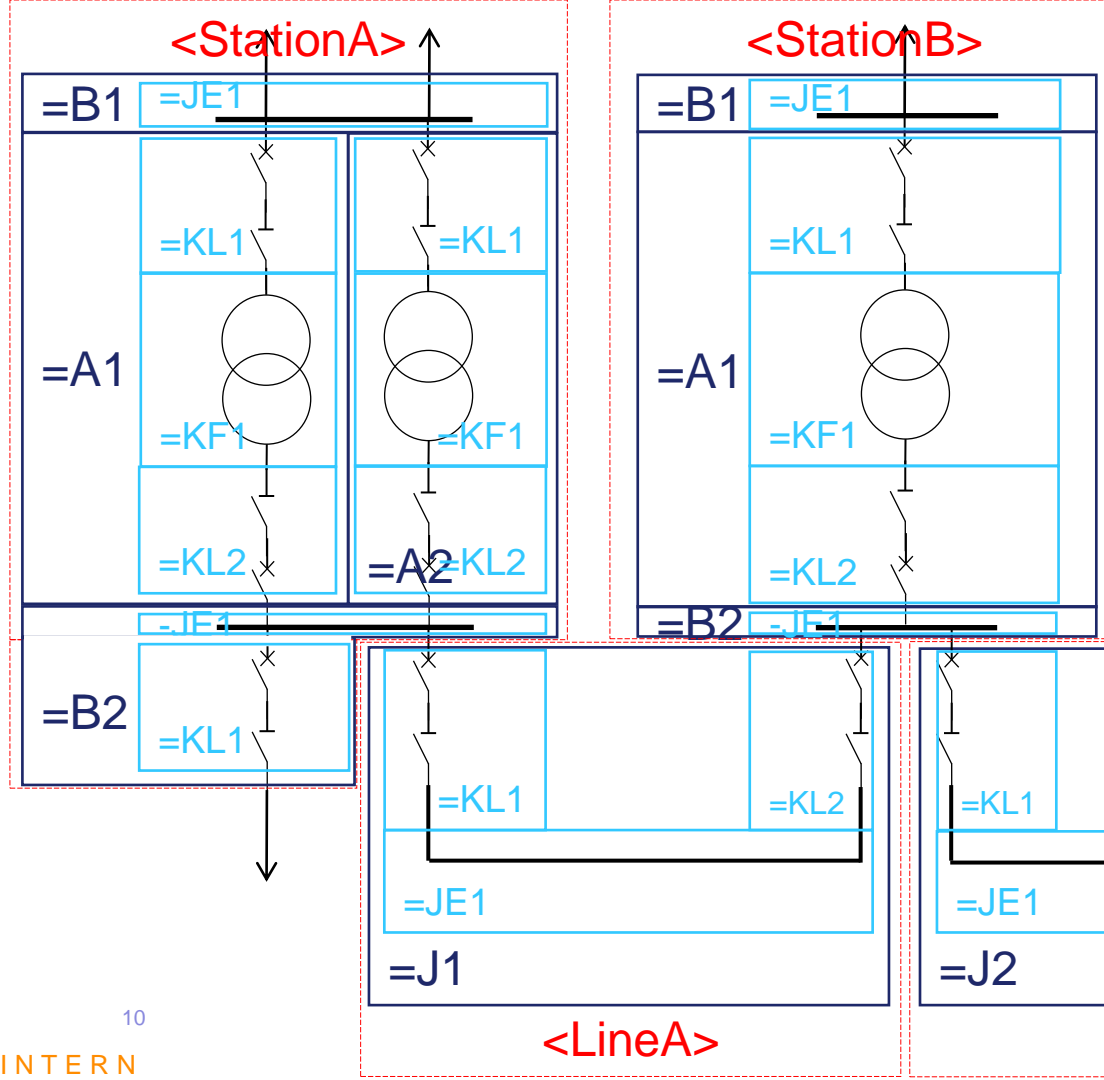 <StationA>
<StationB>
=B1
=JE1
=B1
=JE1
=KL1
=KL1
=KL1
=A1
=A1
=KF1
=KF1
=KF1
=KL2
=A2
=KL2
=KL2
-JE1
=B2
-JE1
=B2
=KL1
=KL1
=KL2
=KL1
=JE1
=JE1
=J1
=J2
10
<LineA>
INTERN